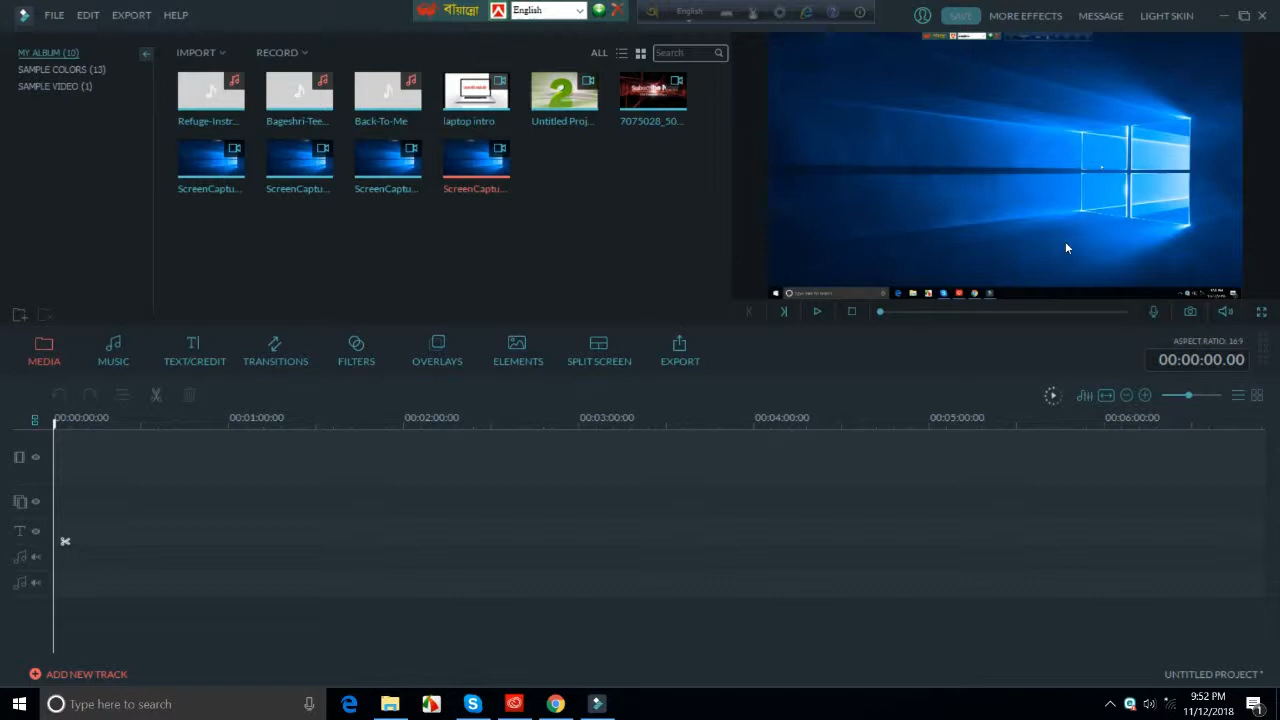 FILE EDIT EXPORT HELP
বাঁয়ান্নো English
English
SAVE MORE EFFECTS MESSAGE LIGHT SKIN
MY ALBUM (10)
SAMPLE COLORS (13)
SAMPLE VIDEO (1)
IMPORT RECORD ALL Search
Refuge-Instr... Bageshri-Tee... Back-To-Me laptop intro Untitled Proj... 7075028_50...
ScreenCaptu... ScreenCaptu... ScreenCaptu... ScreenCaptu...
Type here to search
MEDIA MUSIC TEXT/CREDIT TRANSITIONS FILTERS OVERLAYS ELEMENTS SPLIT SCREEN EXPORT
ASPECT RATIO: 16:9
00:00:00.00
00:00:00:00 00:01:00:00 00:02:00:00 00:03:00:00 00:04:00:00 00:05:00:00 00:06:00:00
ADD NEW TRACK
UNTITLED PROJECT*
Type here to search
9:52 PM
11/12/2018